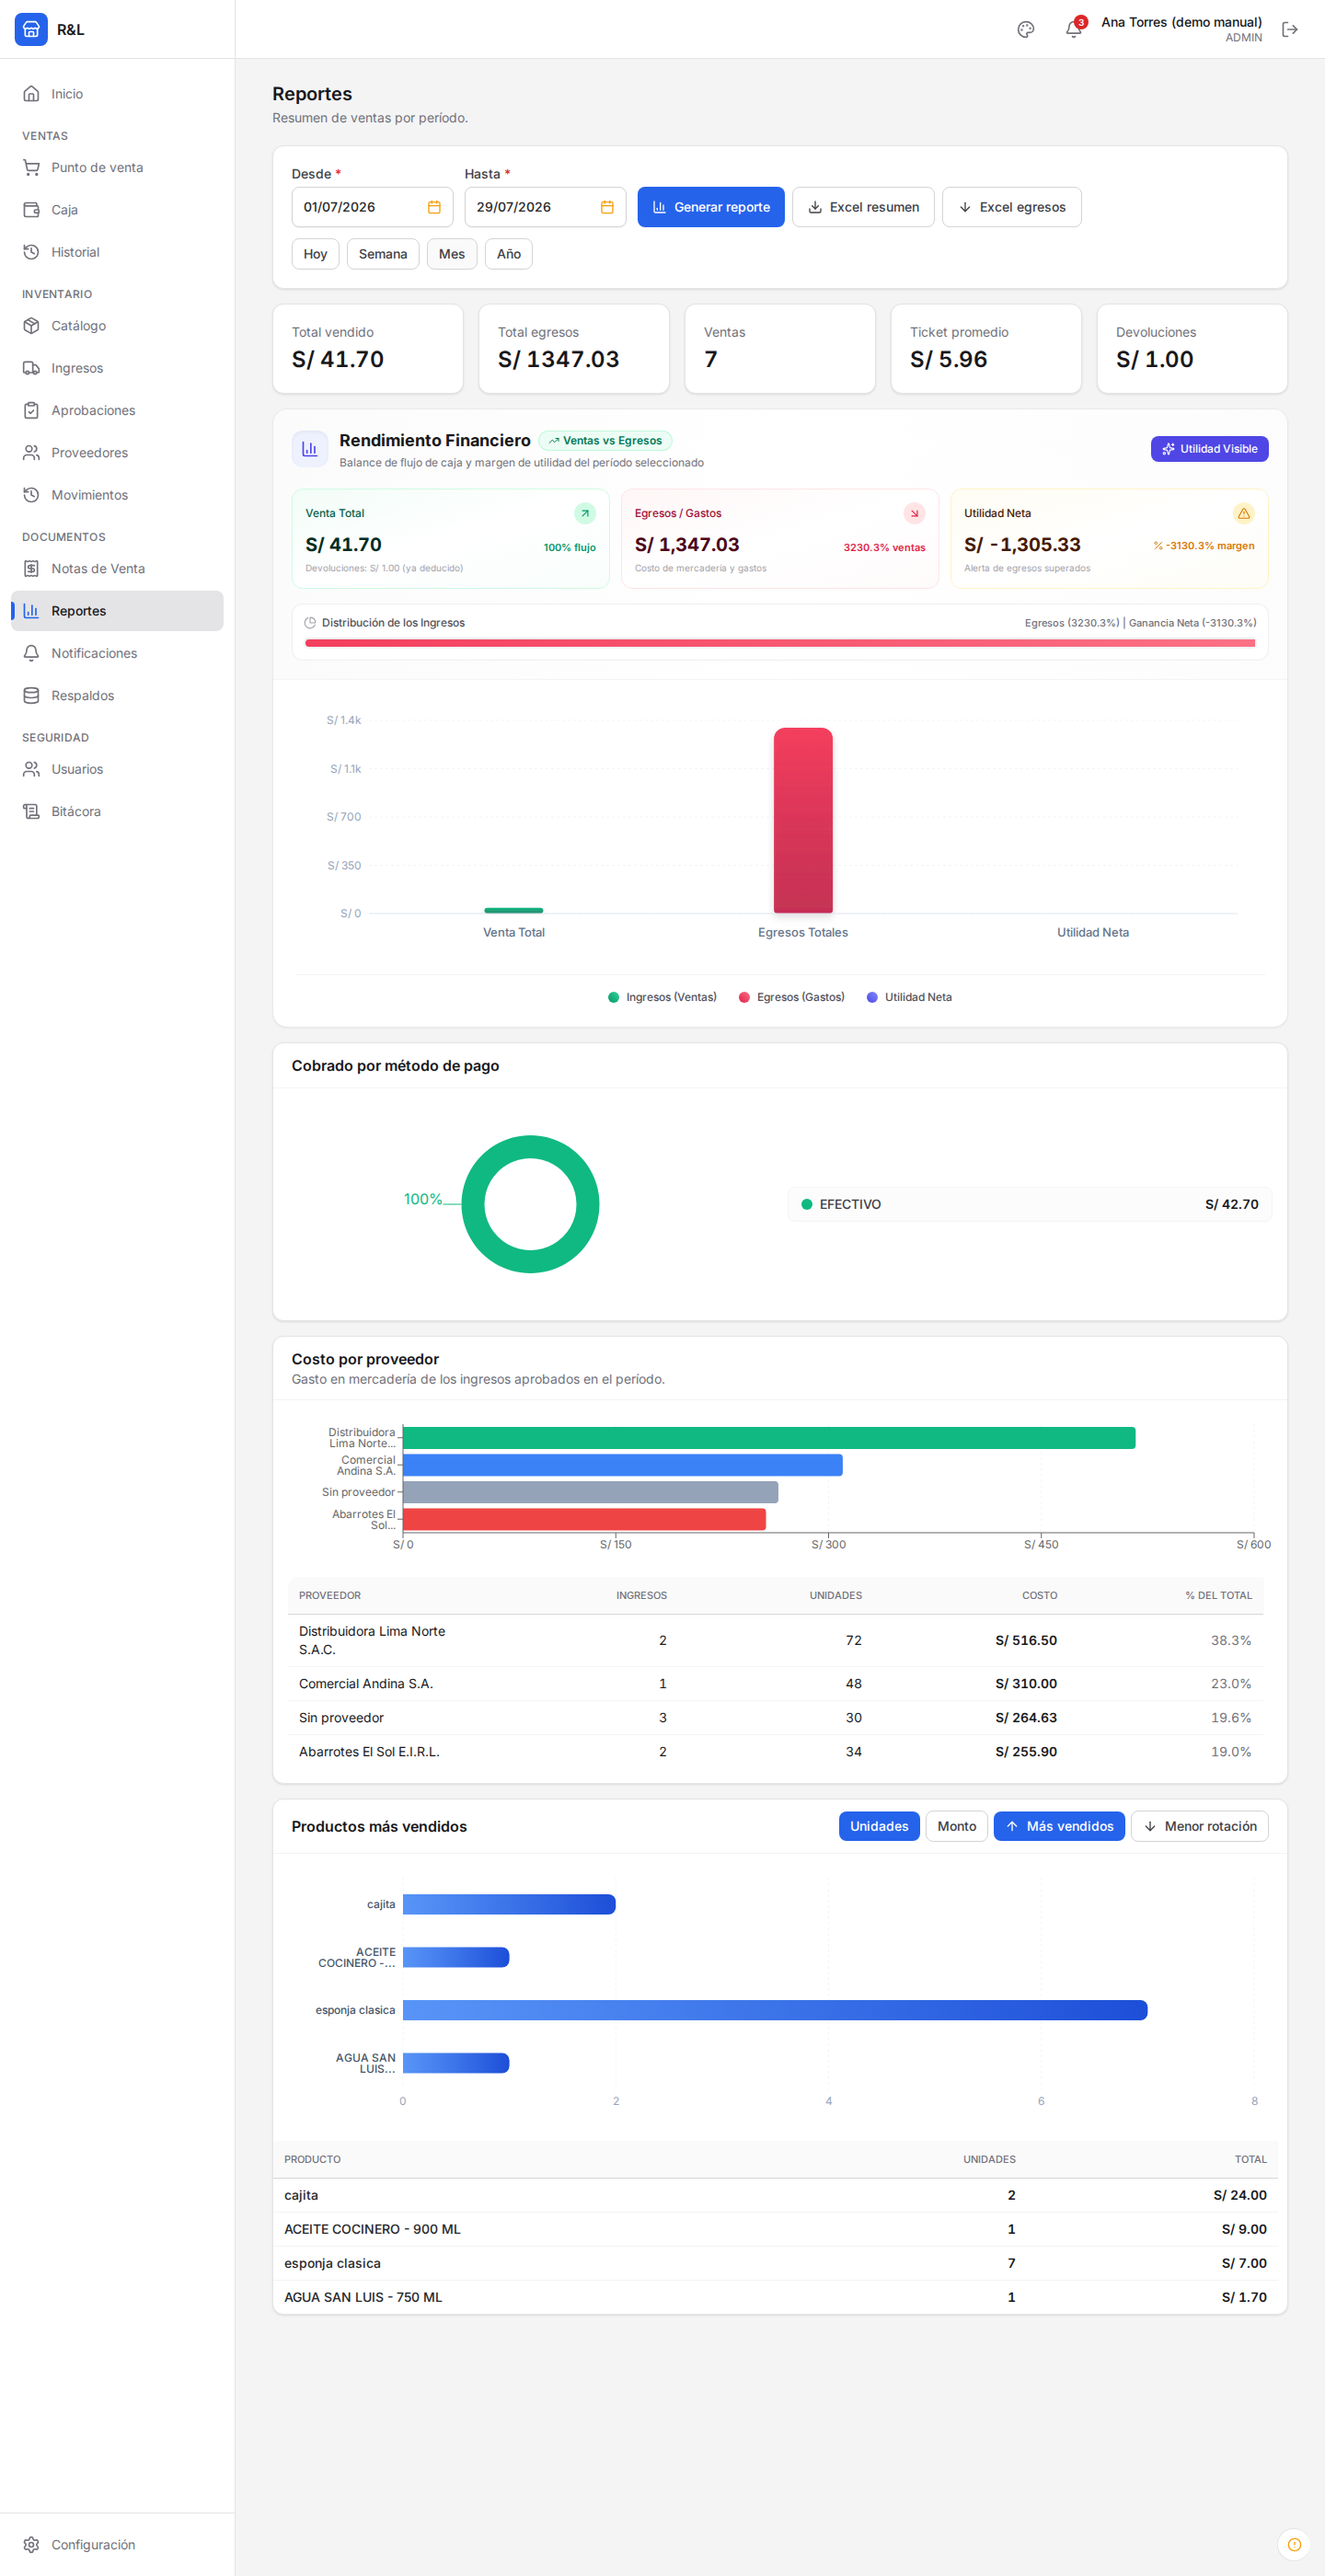 R&L
3
Ana Torres (demo manual)
ADMIN
Inicio
VENTAS
Punto de venta
Caja
Historial
INVENTARIO
Catálogo
Ingresos
Aprobaciones
Proveedores
Movimientos
DOCUMENTOS
Notas de Venta
Reportes
Notificaciones
Respaldos
SEGURIDAD
Usuarios
Bitácora
Configuración
Reportes
Resumen de ventas por período.
Desde *
Hasta *
01/07/2026
29/07/2026
Generar reporte
Excel resumen
Excel egresos
Hoy
Semana
Mes
Año
Total vendido
S/ 41.70
Total egresos
S/ 1347.03
Ventas
7
Ticket promedio
S/ 5.96
Devoluciones
S/ 1.00
Rendimiento Financiero
Ventas vs Egresos
Balance de flujo de caja y margen de utilidad del período seleccionado
Utilidad Visible
Venta Total
S/ 41.70
100% flujo
Devoluciones: S/ 1.00 (ya deducido)
Egresos / Gastos
S/ 1,347.03
3230.3% ventas
Costo de mercadería y gastos
Utilidad Neta
S/ -1,305.33
-3130.3% margen
Alerta de egresos superados
Distribución de los Ingresos
Egresos (3230.3%) | Ganancia Neta (-3130.3%)
S/ 1.4k
S/ 1.1k
S/ 700
S/ 350
S/ 0
Venta Total
Egresos Totales
Utilidad Neta
Ingresos (Ventas)
Egresos (Gastos)
Utilidad Neta
Cobrado por método de pago
100%
EFECTIVO
S/ 42.70
Costo por proveedor
Gasto en mercadería de los ingresos aprobados en el período.
Distribuidora
Lima Norte...
Comercial
Andina S.A.
Sin proveedor
Abarrotes El
Sol...
S/ 0
S/ 150
S/ 300
S/ 450
S/ 600
PROVEEDOR INGRESOS UNIDADES COSTO % DEL TOTAL
Distribuidora Lima Norte
S.A.C.
2 72 S/ 516.50 38.3%
Comercial Andina S.A. 1 48 S/ 310.00 23.0%
Sin proveedor 3 30 S/ 264.63 19.6%
Abarrotes El Sol E.I.R.L. 2 34 S/ 255.90 19.0%
Productos más vendidos
Unidades
Monto
Más vendidos
Menor rotación
cajita
ACEITE
COCINERO -...
esponja clasica
AGUA SAN
LUIS...
0
2
4
6
8
PRODUCTO UNIDADES TOTAL
cajita 2 S/ 24.00
ACEITE COCINERO - 900 ML 1 S/ 9.00
esponja clasica 7 S/ 7.00
AGUA SAN LUIS - 750 ML 1 S/ 1.70